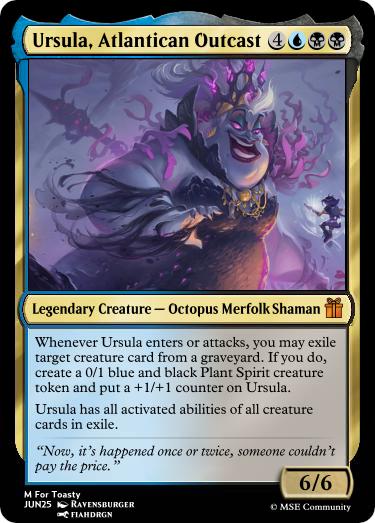 Ursula, Atlantican Outcast 4
Legendary Creature — Octopus Merfolk Shaman
Whenever Ursula enters or attacks, you may exile
target creature card from a graveyard. If you do,
create a 0/1 blue and black Plant Spirit creature
token and put a +1/+1 counter on Ursula.
Ursula has all activated abilities of all creature
cards in exile.
“Now, it’s happened once or twice, someone couldn’t
pay the price.”
6/6
M For Toasty
JUN25 Ravensburger
FIAHDRGN
© MSE Community